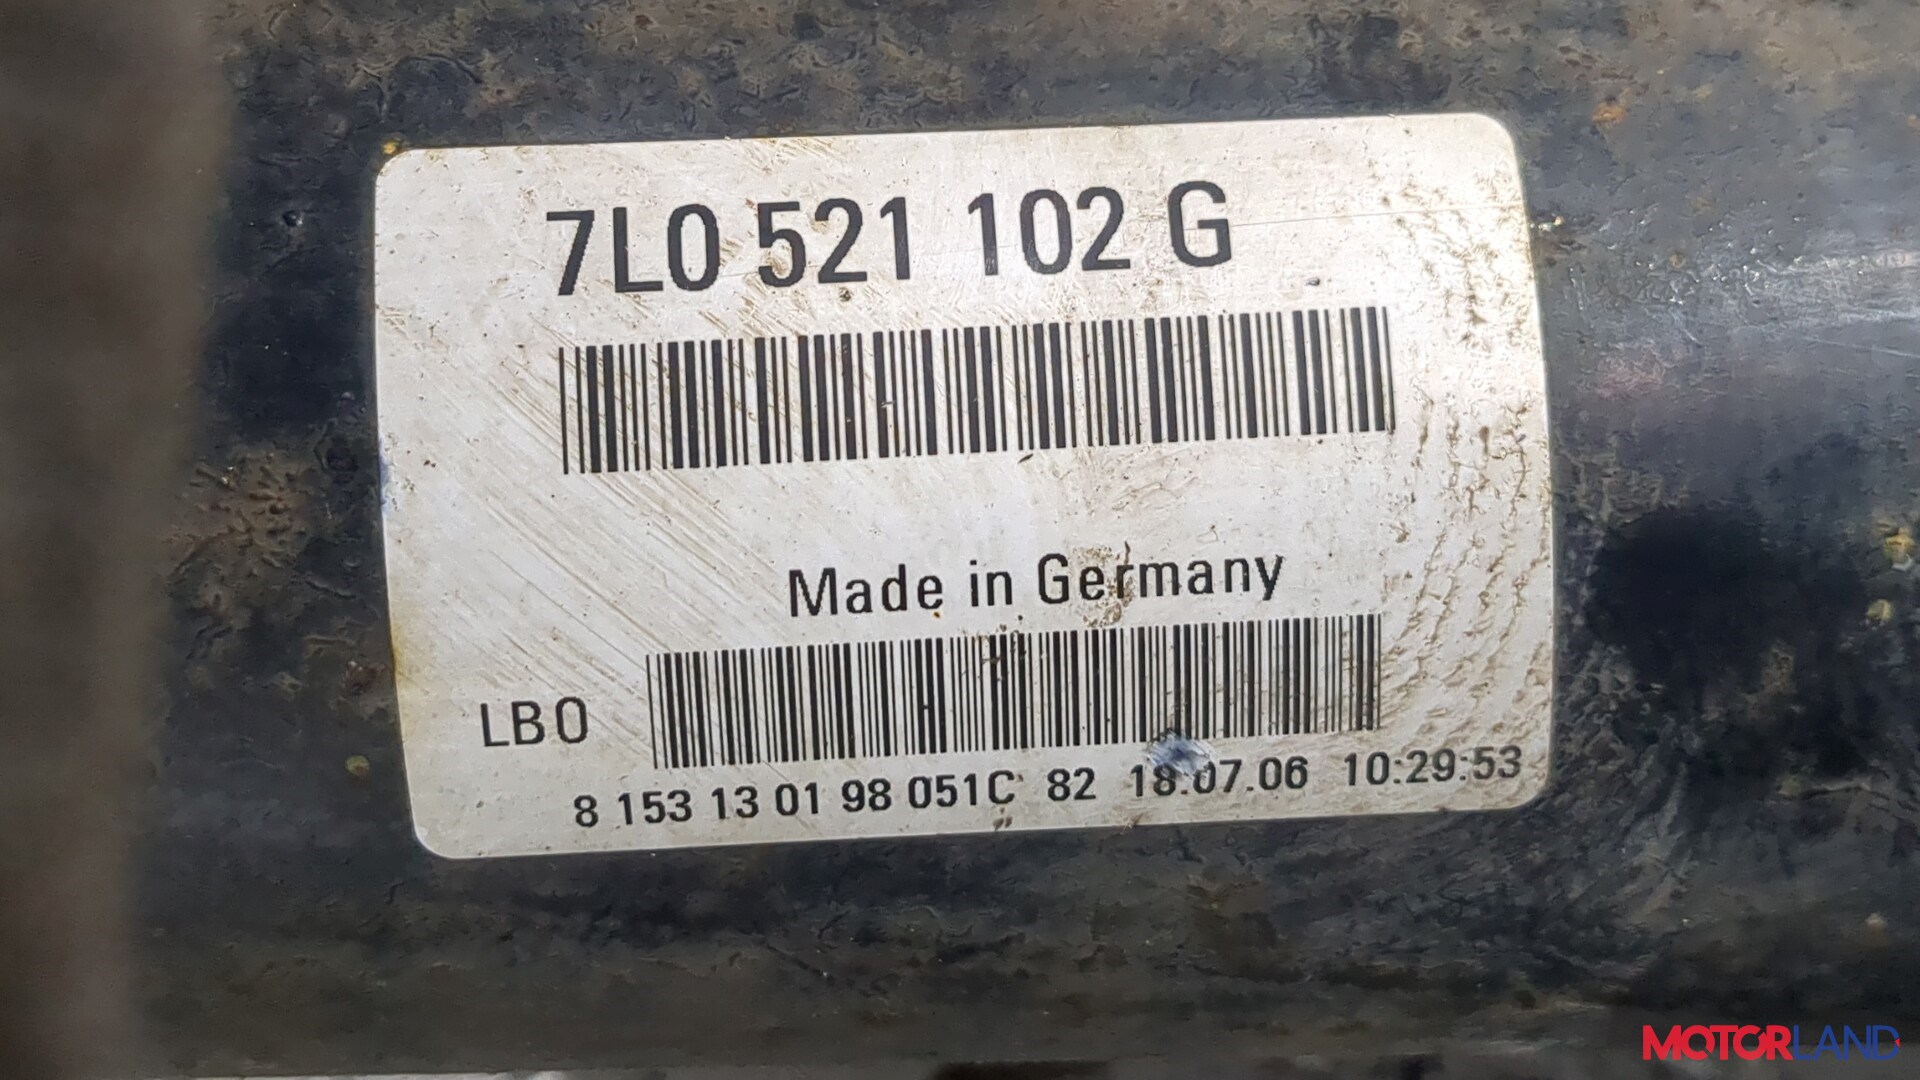 7L0 521 102 G
Made in Germany
LB0
8 153 13 01 98 051C 82 18.07.06 10:29:53
MOTORLAND